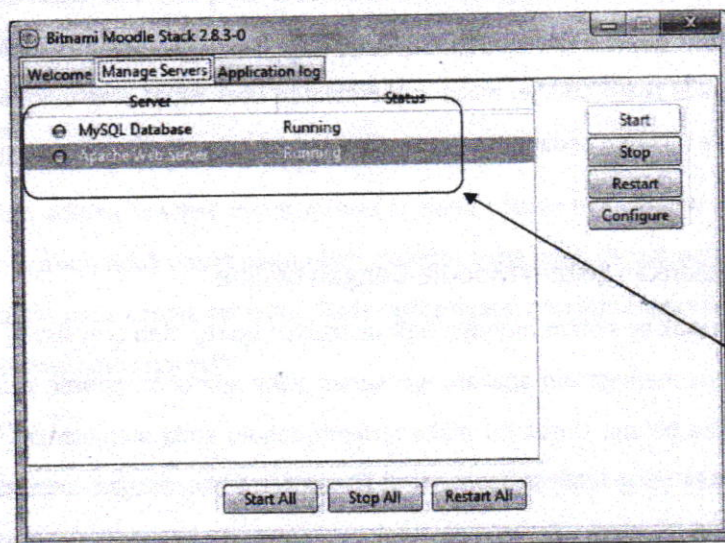 Bitnami Moodle Stack 2.8.3-0
Welcome Manage Servers Application log
Server Status
MySQL Database Running
Apache Web Server Running
Start
Stop
Restart
Configure
Start All Stop All Restart All